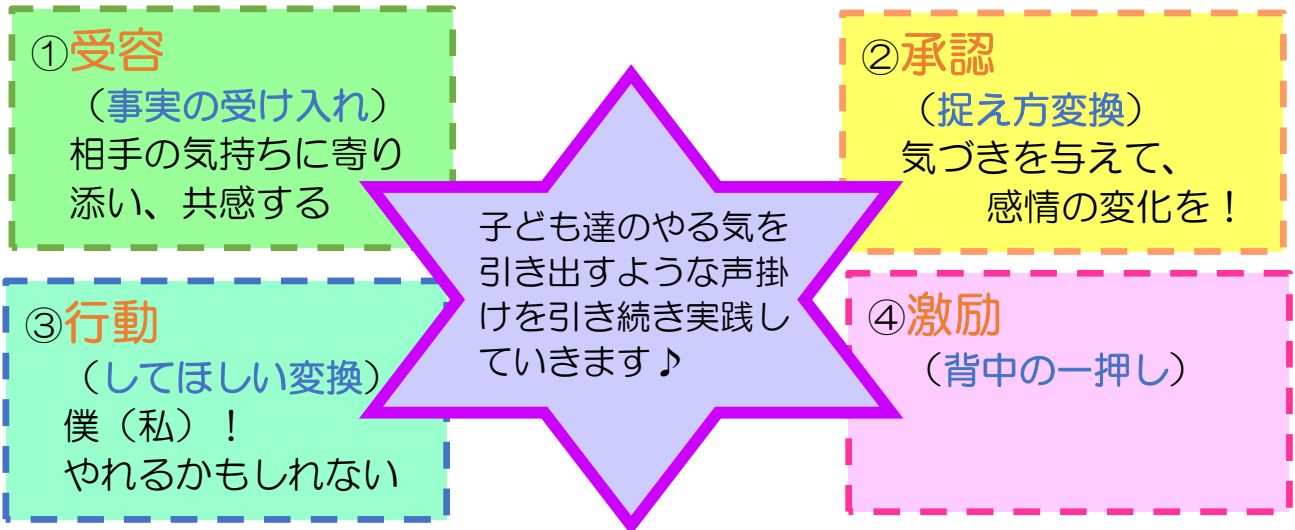 ①受容
（事実の受け入れ）
相手の気持ちに寄り
添い、共感する
②承認
（捉え方変換）
気づきを与えて、
感情の変化を！
子ども達のやる気を
引き出すような声掛
けを引き続き実践し
ていきます♪
③行動
（してほしい変換）
僕（私）！
やれるかもしれない
④激励
（背中の一押し）